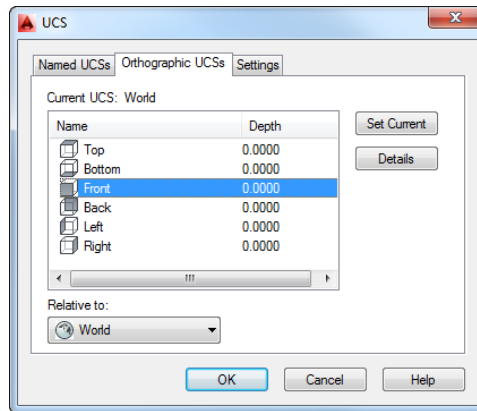 UCS
Named UCSs Orthographic UCSs Settings
Current UCS: World
Name Depth
Set Current
Top 0.0000
Details
Bottom 0.0000
Front 0.0000
Back 0.0000
Left 0.0000
Right 0.0000
Relative to:
World
OK Cancel Help